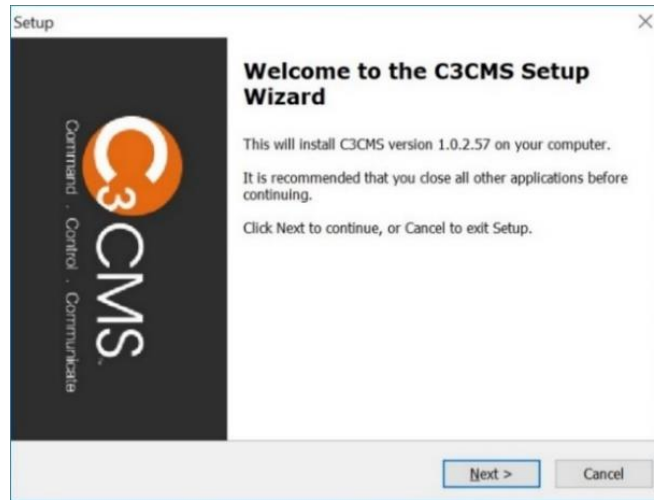 Setup
Welcome to the C3CMS Setup
Wizard
This will install C3CMS version 1.0.2.57 on your computer.
It is recommended that you close all other applications before
continuing.
Click Next to continue, or Cancel to exit Setup.
C3CMS
Command . Control . Communicate
Next >
Cancel